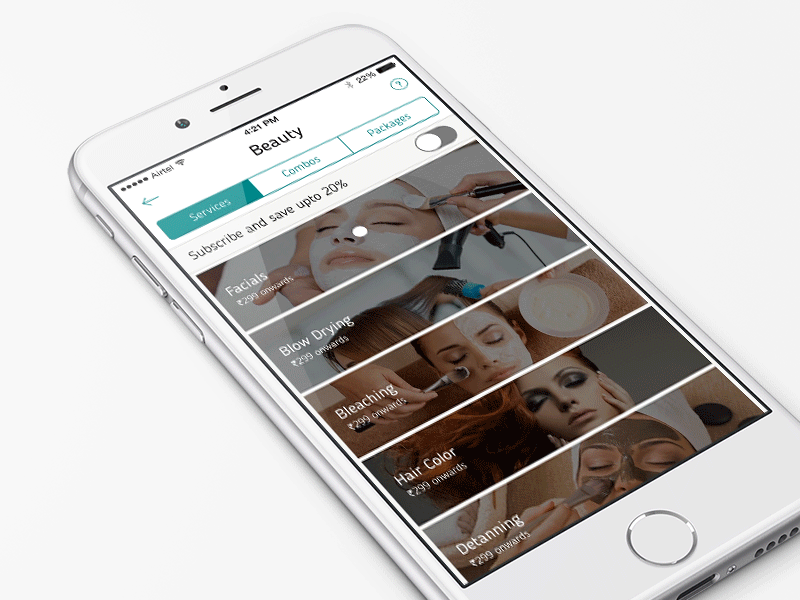 Airtel 4:21 PM 22%
Beauty
?
Services Combos Packages
Subscribe and save upto 20%
Facials
₹299 onwards
Blow Drying
₹299 onwards
Bleaching
₹299 onwards
Hair Color
₹299 onwards
Detanning
₹299 onwards